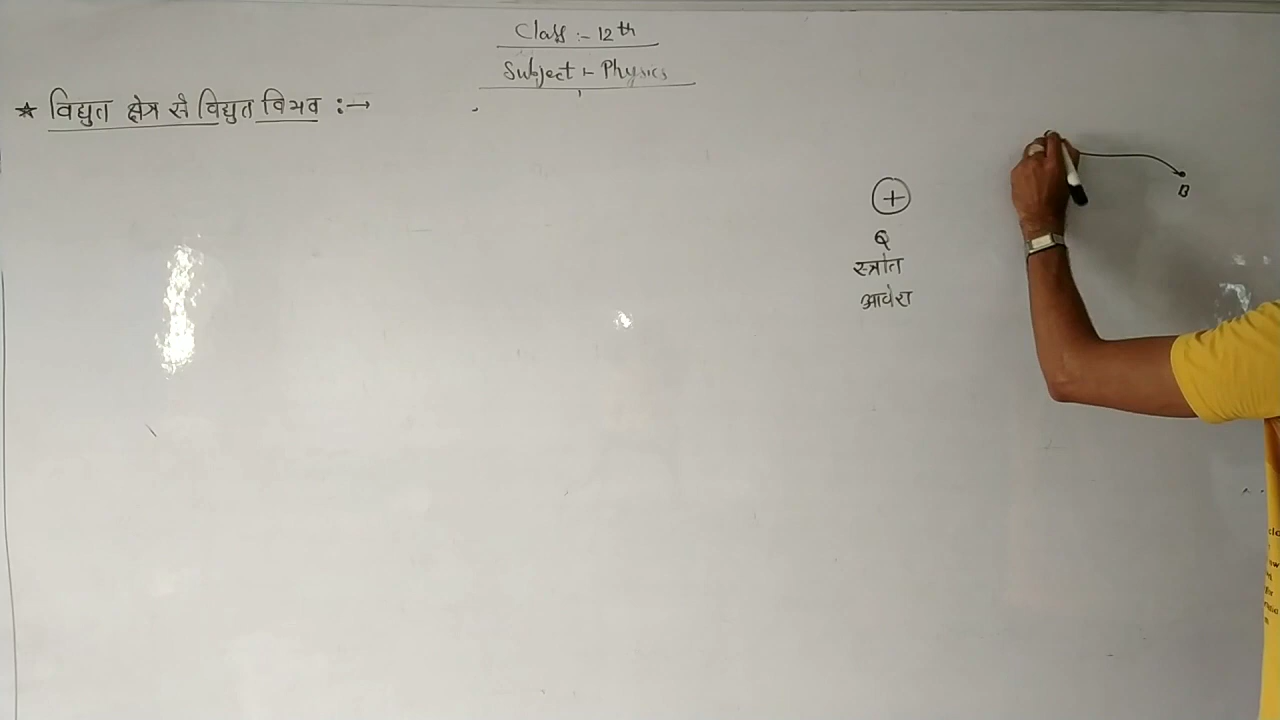 Class :- 12th
Subject :- Physics
★ विद्युत क्षेत्र से विद्युत विभव :→
+
Q
स्त्रोत
आवेश
B